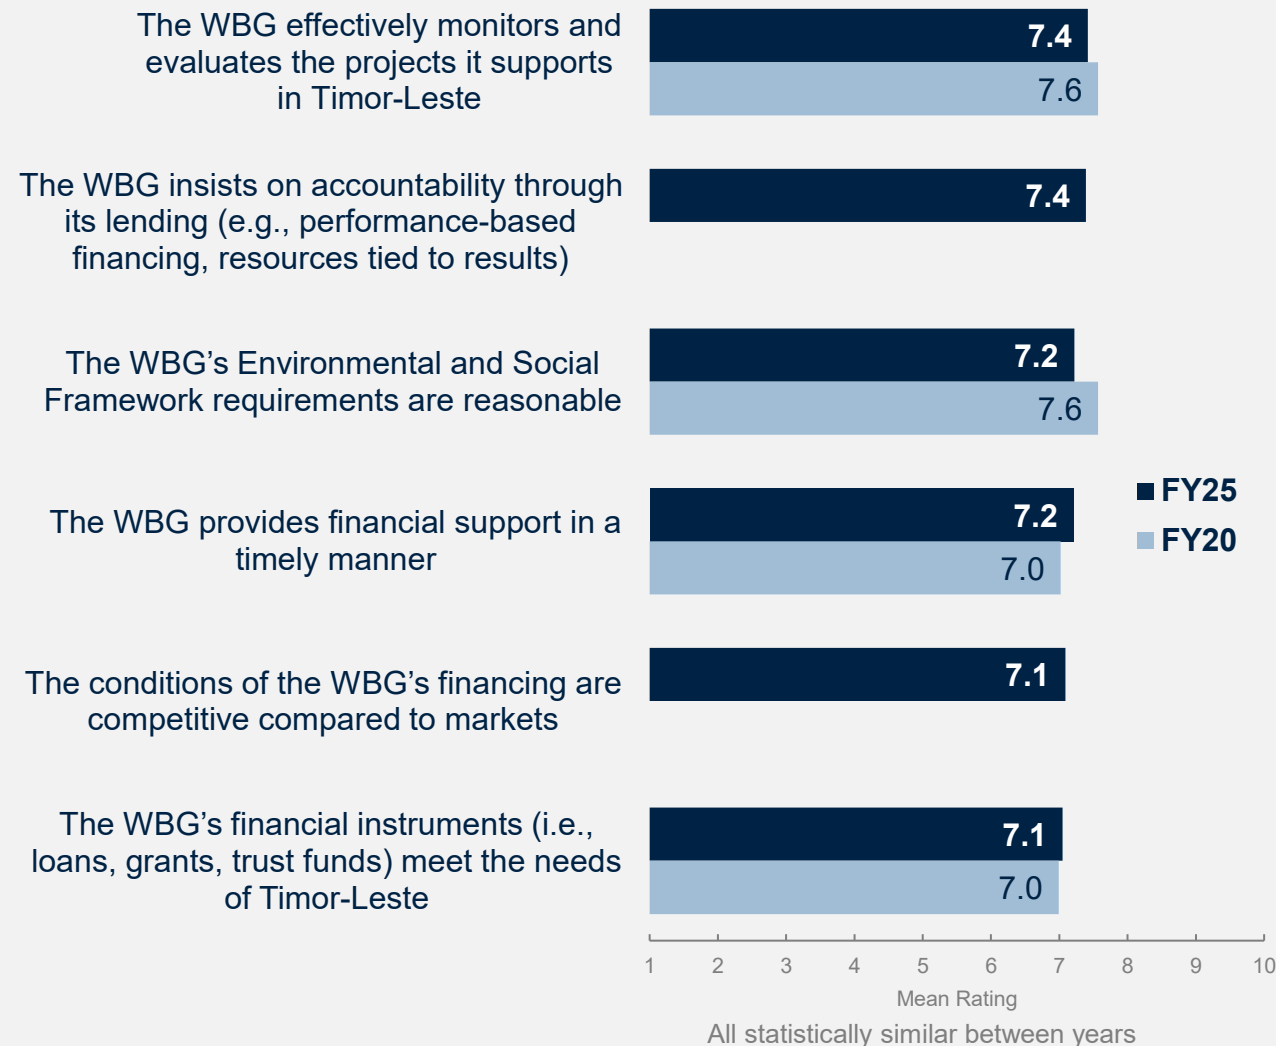 The WBG effectively monitors and
evaluates the projects it supports
in Timor-Leste
7.4
7.6
The WBG insists on accountability through
its lending (e.g., performance-based
financing, resources tied to results)
7.4
The WBG’s Environmental and Social
Framework requirements are reasonable
7.2
7.6
The WBG provides financial support in a
timely manner
7.2
7.0
FY25
FY20
The conditions of the WBG’s financing are
competitive compared to markets
7.1
The WBG’s financial instruments (i.e.,
loans, grants, trust funds) meet the needs
of Timor-Leste
7.1
7.0
1 2 3 4 5 6 7 8 9 10
Mean Rating
All statistically similar between years